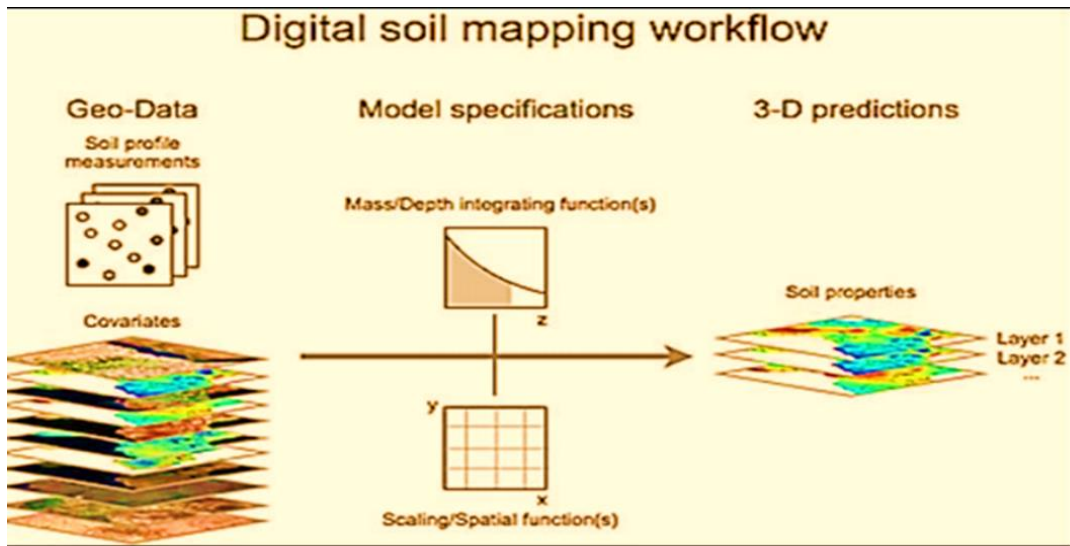 Digital soil mapping workflow
Geo-Data
Soil profile
measurements
Covariates
Model specifications
Mass/Depth integrating function(s)
z
y
x
Scaling/Spatial function(s)
3-D predictions
Soil properties
Layer 1
Layer 2
...